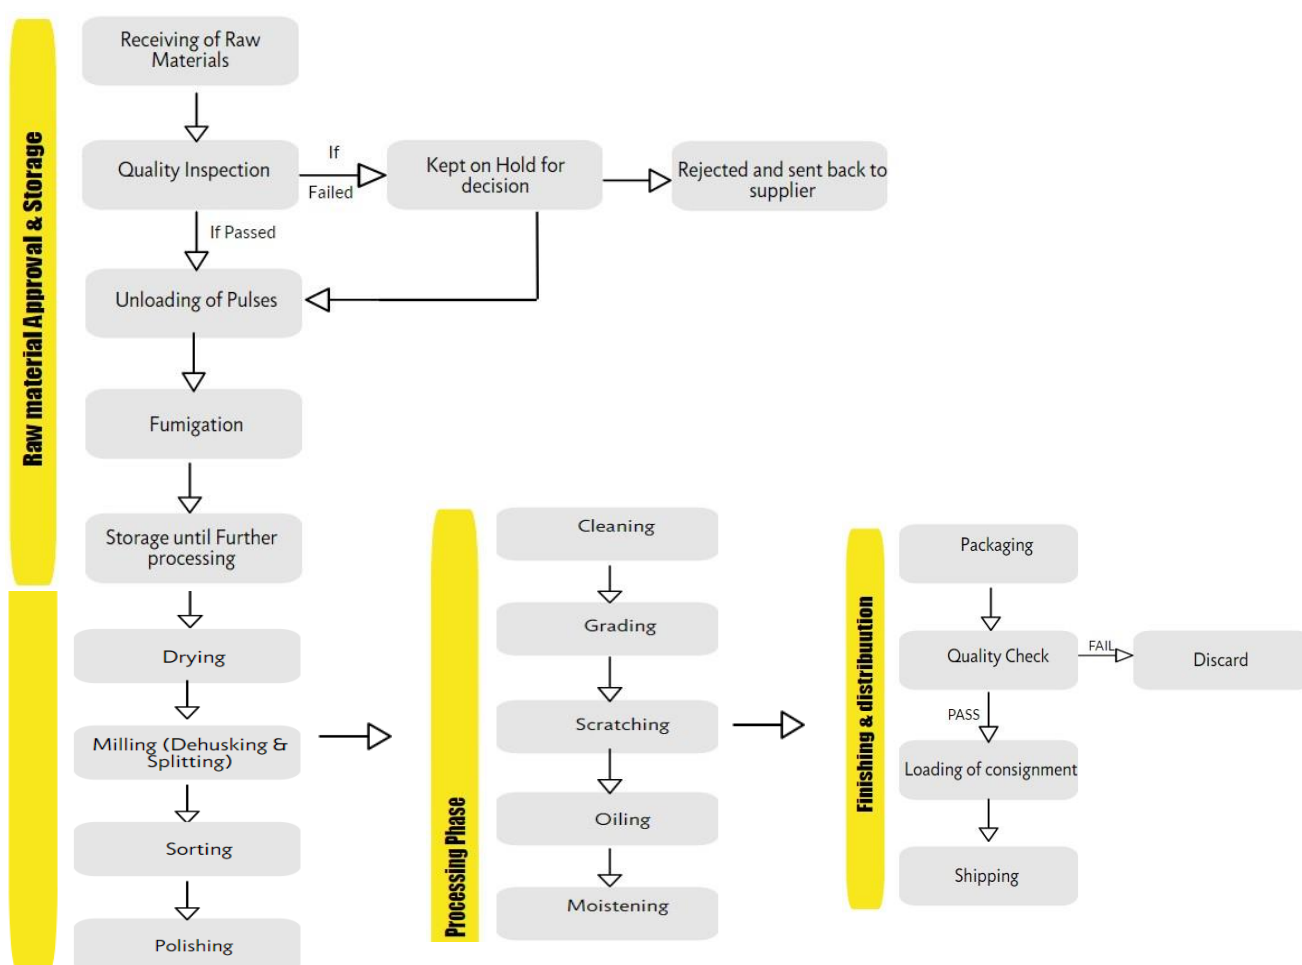 Raw material Approval & Storage
Receiving of Raw
Materials
Quality Inspection
If
Failed
Kept on Hold for
decision
Rejected and sent back to
supplier
If Passed
Unloading of Pulses
Fumigation
Storage until Further
processing
Drying
Milling (Dehusking &
Splitting)
Sorting
Polishing
Processing Phase
Cleaning
Grading
Scratching
Oiling
Moistening
Finishing & distribuution
Packaging
Quality Check
FAIL
Discard
PASS
Loading of consignment
Shipping